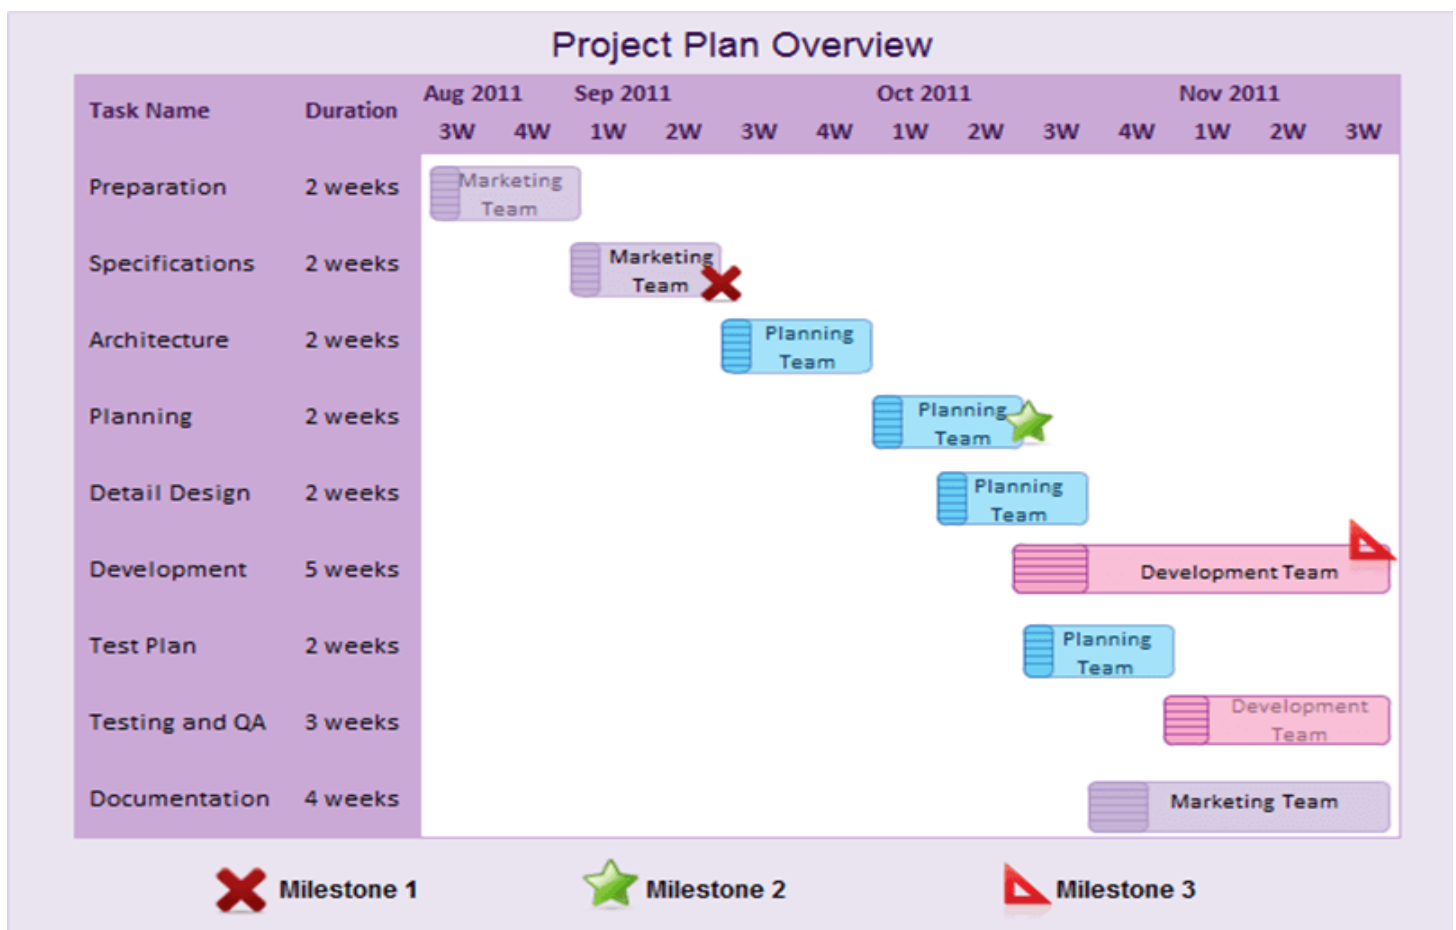 Project Plan Overview
Task Name Duration Aug 2011 Sep 2011 Oct 2011 Nov 2011
3W 4W 1W 2W 3W 4W 1W 2W 3W 4W 1W 2W 3W
Preparation 2 weeks Marketing
Team
Specifications 2 weeks Marketing
Team
Architecture 2 weeks Planning
Team
Planning 2 weeks Planning
Team
Detail Design 2 weeks Planning
Team
Development 5 weeks Development Team
Test Plan 2 weeks Planning
Team
Testing and QA 3 weeks Development
Team
Documentation 4 weeks Marketing Team
Milestone 1 Milestone 2 Milestone 3